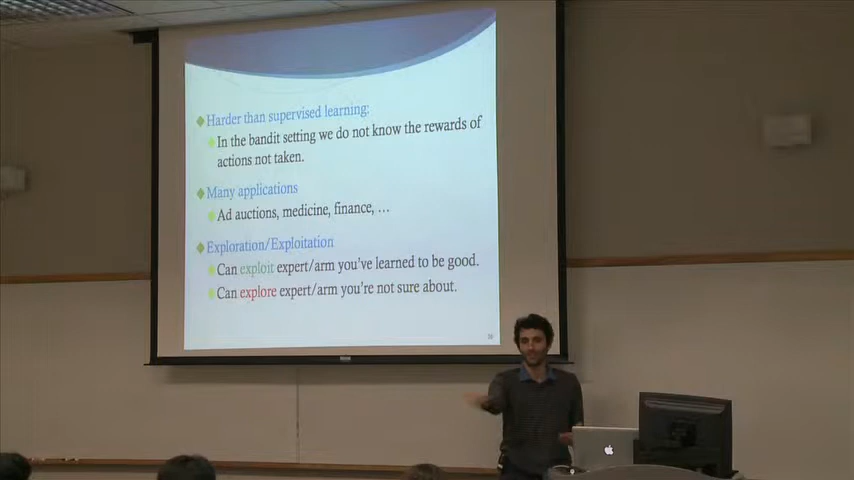 Harder than supervised learning:
In the bandit setting we do not know the rewards of
actions not taken.
Many applications
Ad auctions, medicine, finance, …
Exploration/Exploitation
Can exploit expert/arm you've learned to be good.
Can explore expert/arm you're not sure about.